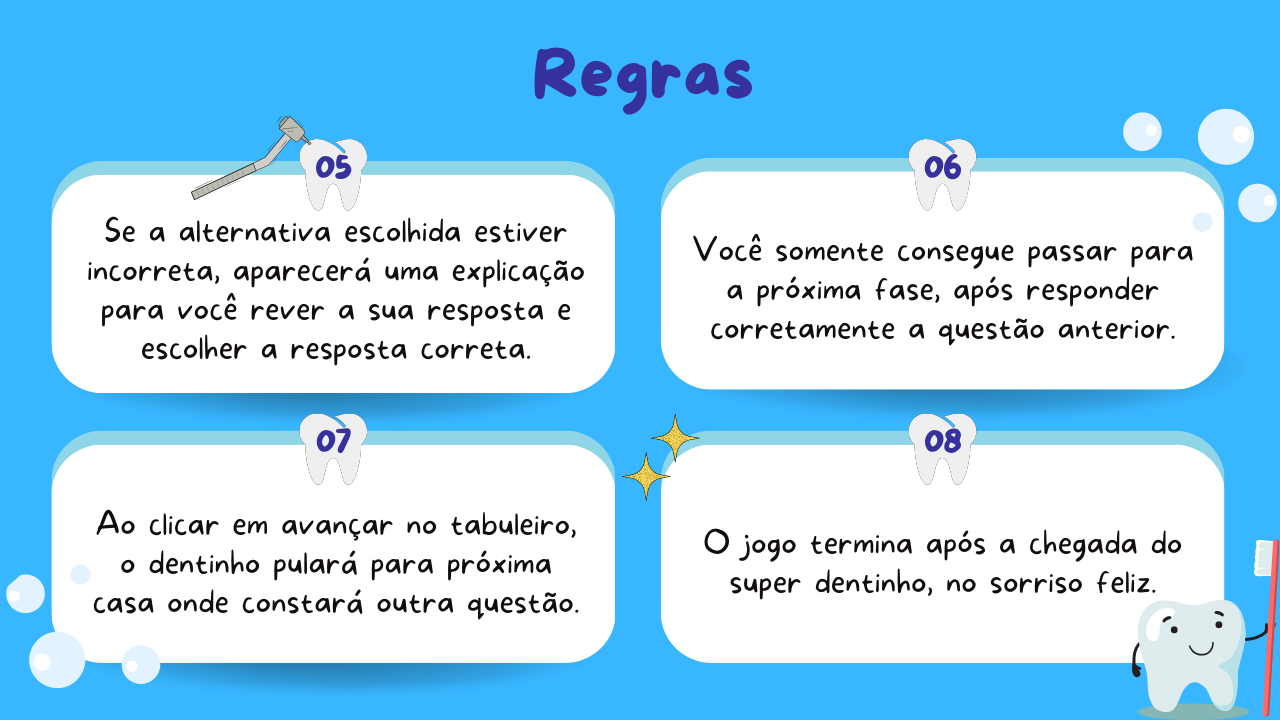 Regras
05
Se a alternativa escolhida estiver
incorreta, aparecerá uma explicação
para você rever a sua resposta e
escolher a resposta correta.
06
Você somente consegue passar para
a próxima fase, após responder
corretamente a questão anterior.
07
Ao clicar em avançar no tabuleiro,
o dentinho pulará para próxima
casa onde constará outra questão.
08
O jogo termina após a chegada do
super dentinho, no sorriso feliz.